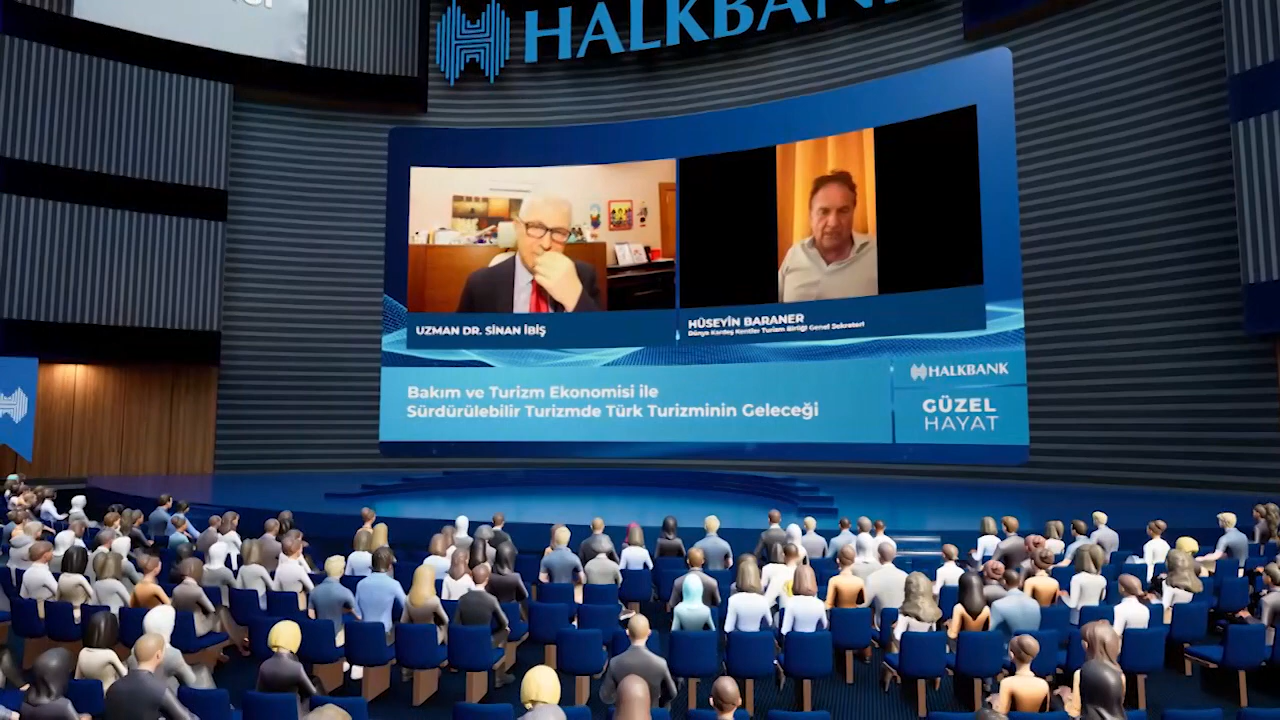 HALKBANK
UZMAN DR. SİNAN İBİŞ
HÜSEYİN BARANER
Dünya Kardeş Kentler Turizm Birliği Genel Sekreteri
Bakım ve Turizm Ekonomisi ile
Sürdürülebilir Turizmde Türk Turizminin Geleceği
HALKBANK
GÜZEL
HAYAT